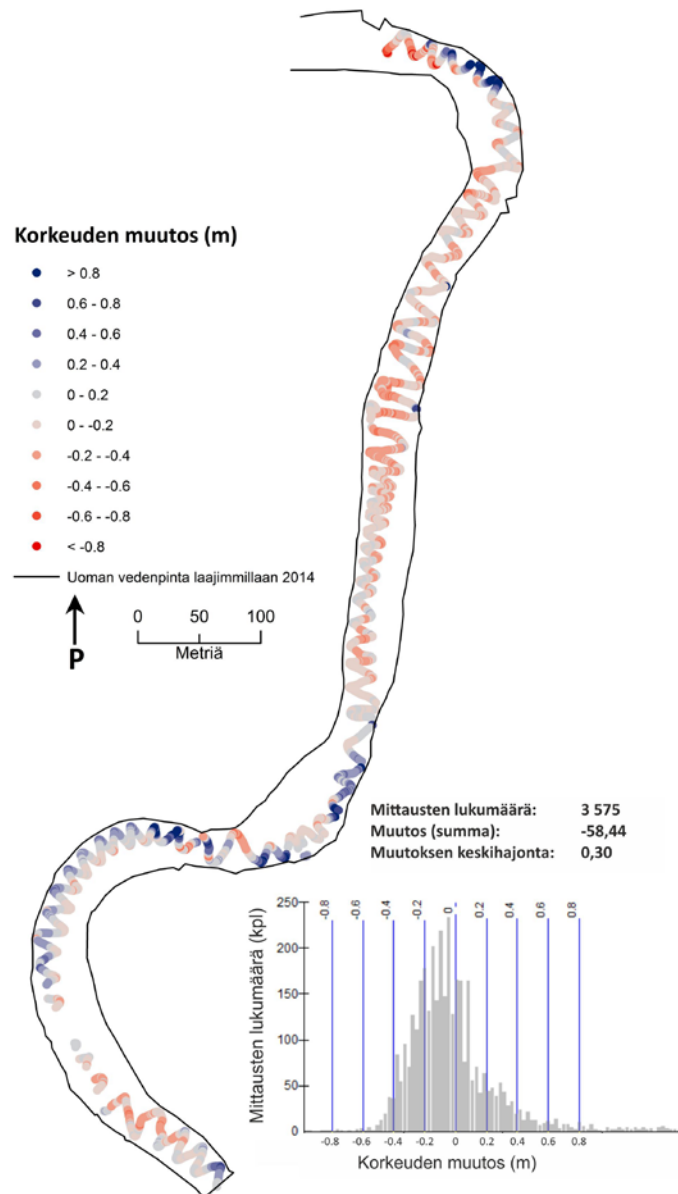 Korkeuden muutos (m)
> 0.8
0.6 - 0.8
0.4 - 0.6
0.2 - 0.4
0 - 0.2
0 - -0.2
-0.2 - -0.4
-0.4 - -0.6
-0.6 - -0.8
< -0.8
Uoman vedenpinta laajimmillaan 2014
P
0 50 100
Metriä
Mittausten lukumäärä: 3 575
Muutos (summa): -58,44
Muutoksen keskihajonta: 0,30
Mittausten lukumäärä (kpl)
250
200
150
100
50
0
-0.8 -0.6 -0.4 -0.2 0 0.2 0.4 0.6 0.8
-0.8 -0.6 -0.4 -0.2 0 0.2 0.4 0.6 0.8
Korkeuden muutos (m)